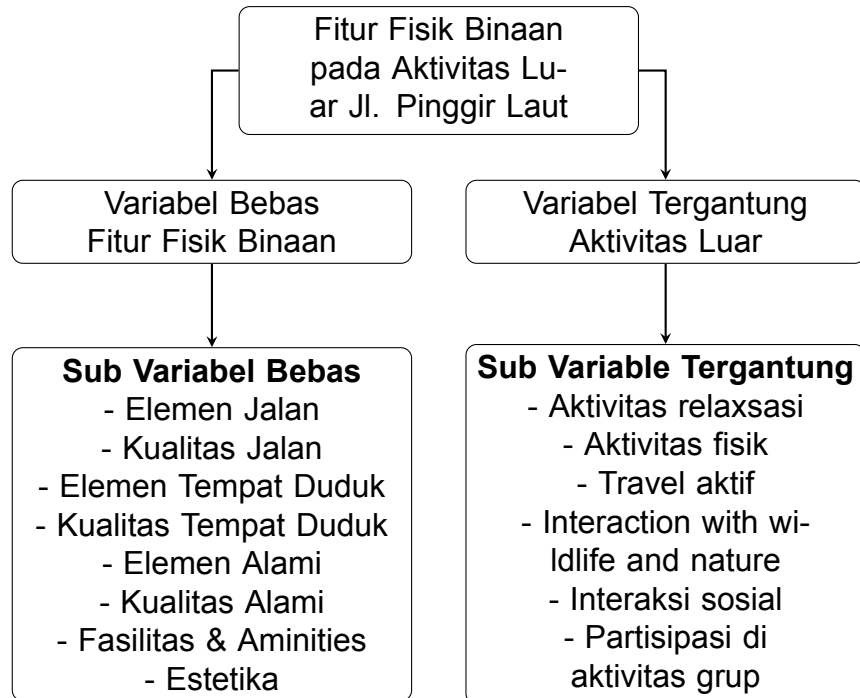 Fitur Fisik Binaan
pada Aktivitas Lu-
ar Jl. Pinggir Laut
Variabel Bebas
Fitur Fisik Binaan
Variabel Tergantung
Aktivitas Luar
Sub Variabel Bebas
- Elemen Jalan
- Kualitas Jalan
- Elemen Tempat Duduk
- Kualitas Tempat Duduk
- Elemen Alami
- Kualitas Alami
- Fasilitas & Aminities
- Estetika
Sub Variable Tergantung
- Aktivitas relaxsasi
- Aktivitas fisik
- Travel aktif
- Interaction with wi-
ldlife and nature
- Interaksi sosial
- Partisipasi di
aktivitas grup